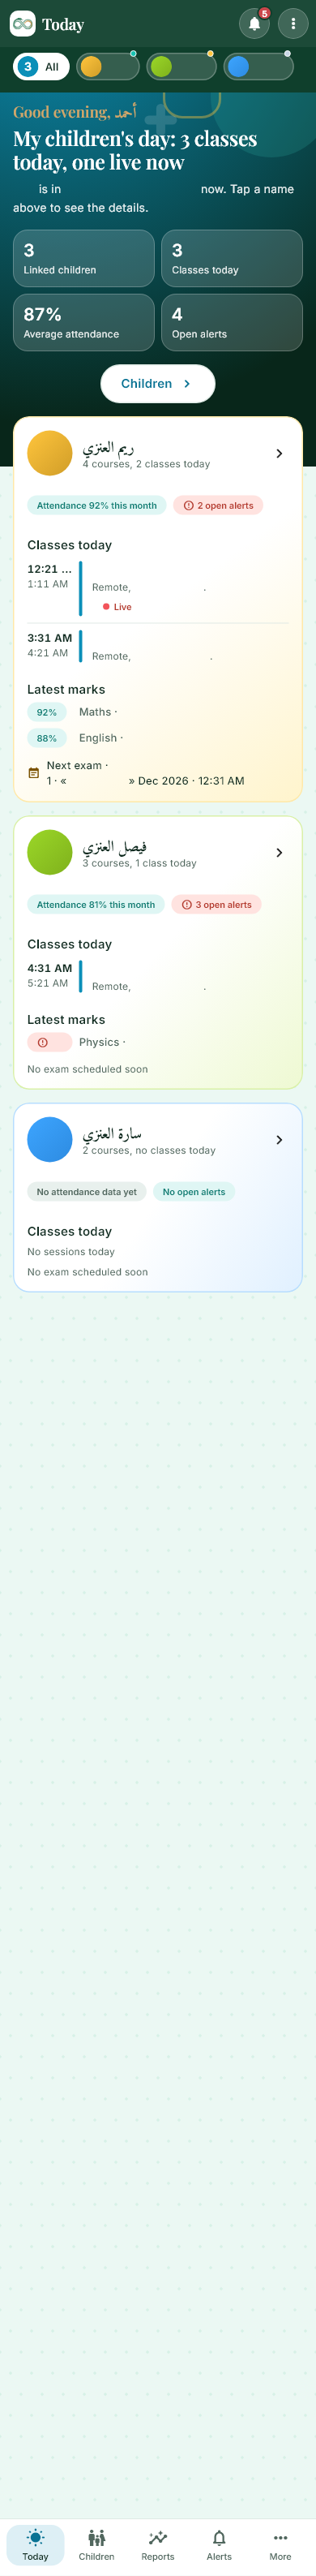 Today
5
3 All
Good evening, أحمد
My children's day: 3 classes
today, one live now
is in now. Tap a name
above to see the details.
3
Linked children
3
Classes today
87%
Average attendance
4
Open alerts
Children
ريم العنزي
4 courses, 2 classes today
Attendance 92% this month
2 open alerts
Classes today
12:21 ...
1:11 AM
Remote, .
Live
3:31 AM
4:21 AM
Remote, .
Latest marks
92% Maths ·
88% English ·
Next exam ·
1 · « » Dec 2026 · 12:31 AM
فيصل العنزي
3 courses, 1 class today
Attendance 81% this month
3 open alerts
Classes today
4:31 AM
5:21 AM
Remote, .
Latest marks
Physics ·
No exam scheduled soon
سارة العنزي
2 courses, no classes today
No attendance data yet
No open alerts
Classes today
No sessions today
No exam scheduled soon
Today
Children
Reports
Alerts
More